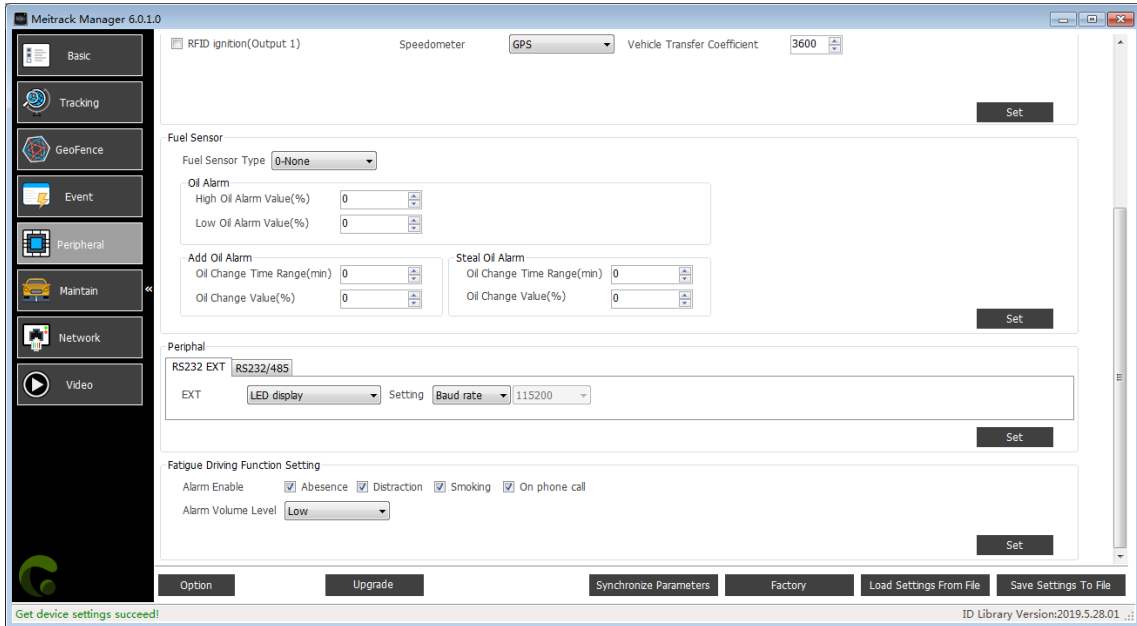 Meitrack Manager 6.0.1.0
Basic
Tracking
GeoFence
Event
Peripheral
Maintain
«
Network
Video
RFID ignition(Output 1) Speedometer GPS Vehicle Transfer Coefficient 3600
Set
Fuel Sensor
Fuel Sensor Type 0-None
Oil Alarm
High Oil Alarm Value(%) 0
Low Oil Alarm Value(%) 0
Add Oil Alarm
Oil Change Time Range(min) 0
Oil Change Value(%) 0
Steal Oil Alarm
Oil Change Time Range(min) 0
Oil Change Value(%) 0
Set
Periphal
RS232 EXT RS232/485
EXT LED display Setting Baud rate 115200
Set
Fatigue Driving Function Setting
Alarm Enable Abesence Distraction Smoking On phone call
Alarm Volume Level Low
Set
Option Upgrade Synchronize Parameters Factory Load Settings From File Save Settings To File
Get device settings succeed! ID Library Version:2019.5.28.01